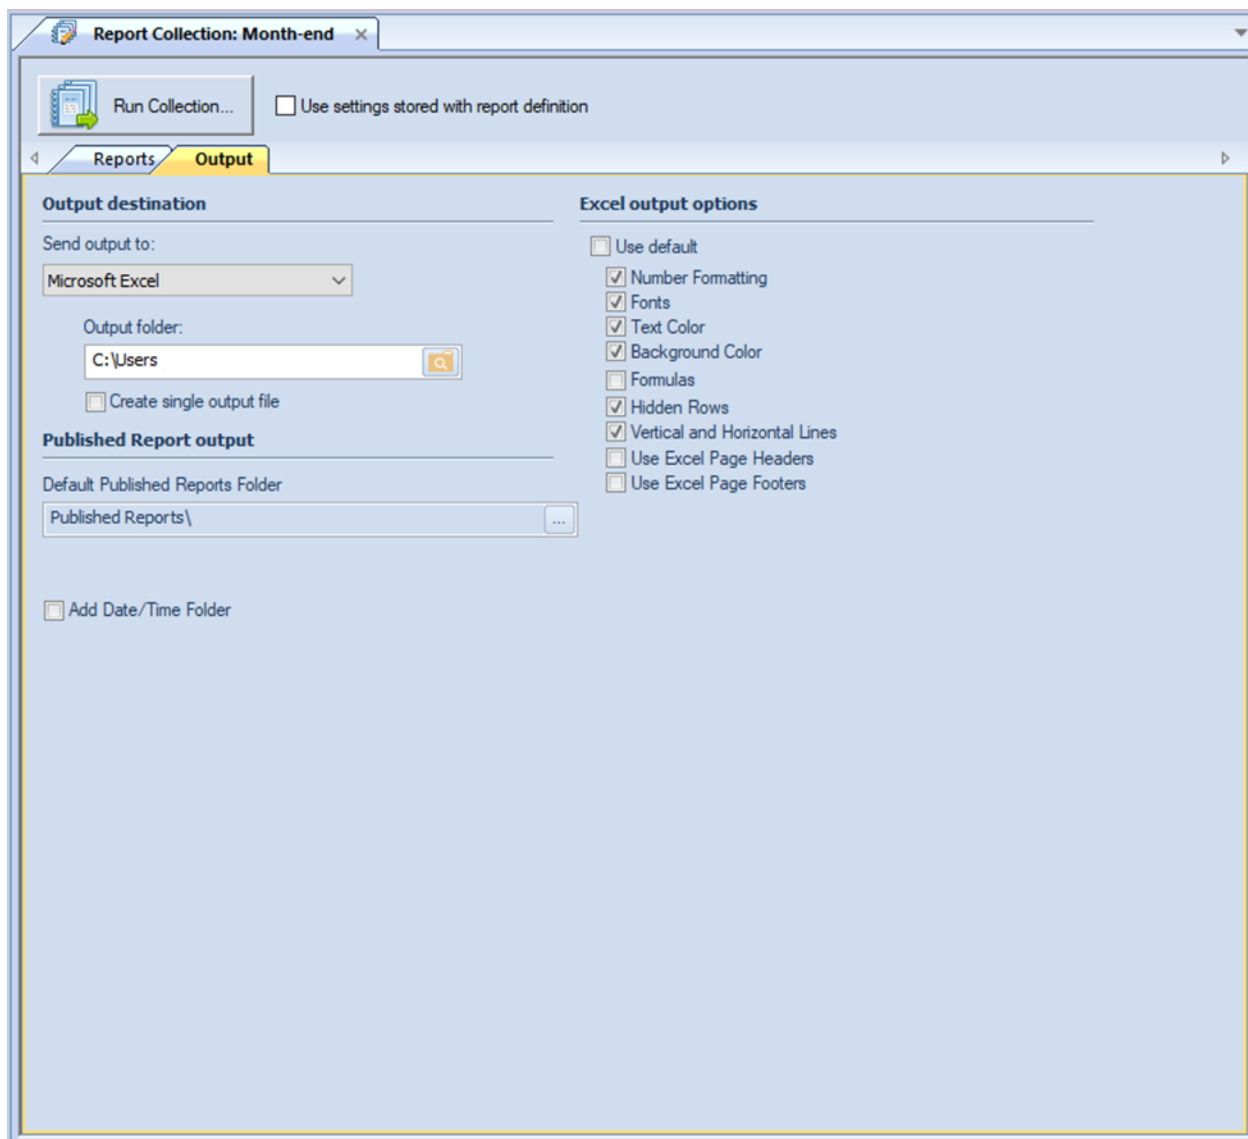 Report Collection: Month-end
Run Collection...
Use settings stored with report definition
Reports
Output
Output destination
Send output to:
Microsoft Excel
Output folder:
C:\Users
Create single output file
Published Report output
Default Published Reports Folder
Published Reports\
...
Add Date/Time Folder
Excel output options
Use default
Number Formatting
Fonts
Text Color
Background Color
Formulas
Hidden Rows
Vertical and Horizontal Lines
Use Excel Page Headers
Use Excel Page Footers